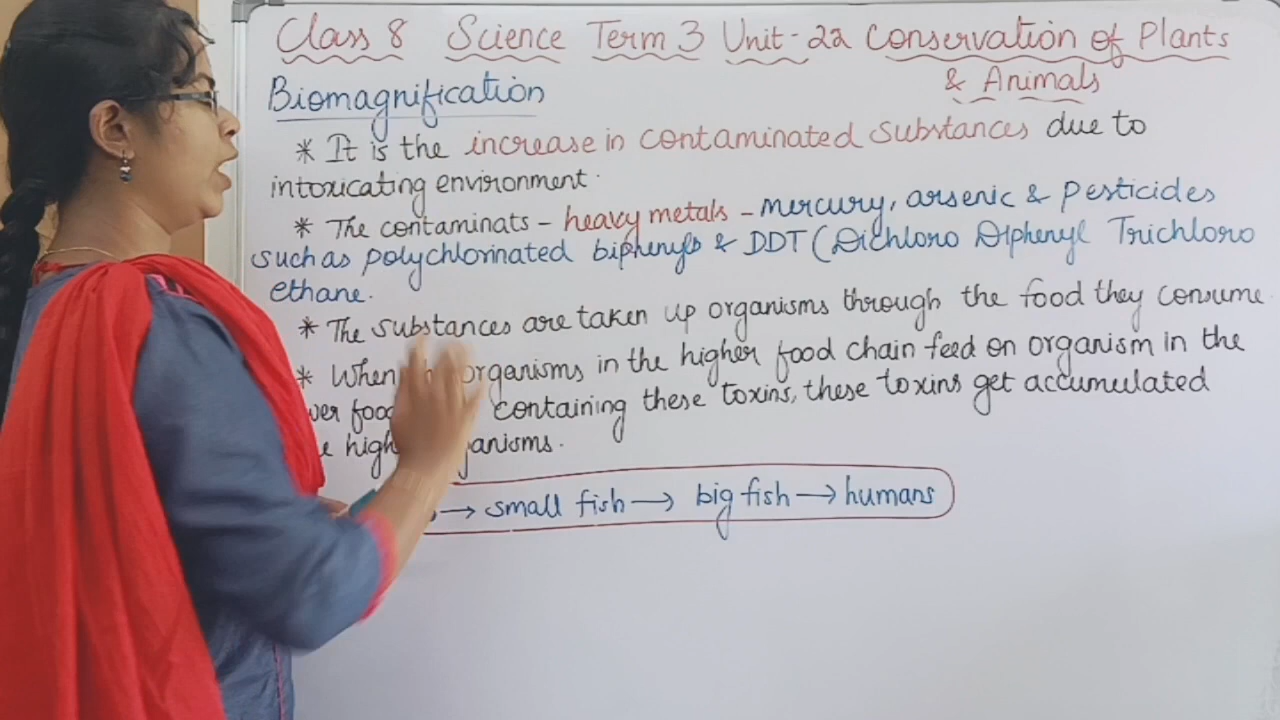 Class 8 Science Term 3 Unit-22 Conservation of Plants
& Animals
Biomagnification
* It is the increase in contaminated substances due to
intoxicating environment.
* The contaminats - heavy metals - mercury, arsenic & pesticides
such as polychlorinated biphenyls & DDT (Dichloro Diphenyl Trichloro
ethane.
* The substances are taken up organisms through the food they consume
* When organisms in the higher food chain feed on organism in the
containing these toxins, these toxins get accumulated
→ small fish → big fish → humans